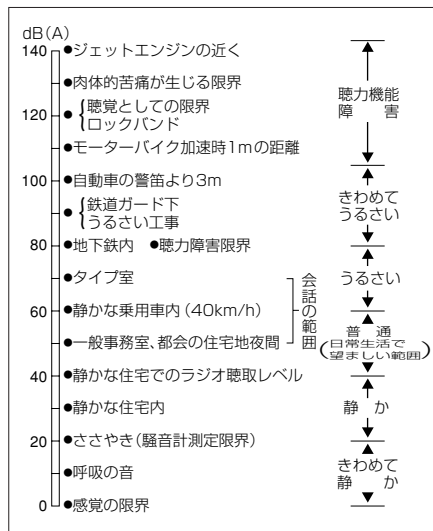 dB(A)
140 ●ジェットエンジンの近く
●肉体的苦痛が生じる限界
120 ●{聴覚としての限界
ロックバンド
●モーターバイク加速時1mの距離
100 ●自動車の警笛より3m
●{鉄道ガード下
うるさい工事
80 ●地下鉄内 ●聴力障害限界
●タイプ室
60 ●静かな乗用車内(40km/h)
●一般事務室、都会の住宅地夜間
40 ●静かな住宅でのラジオ聴取レベル
●静かな住宅内
20 ●ささやき(騒音計測定限界)
●呼吸の音
0 ●感覚の限界
会話の範囲
聴力機能
障害
きわめて
うるさい
うるさい
普通
(日常生活で
望ましい範囲)
静か
きわめて
静か